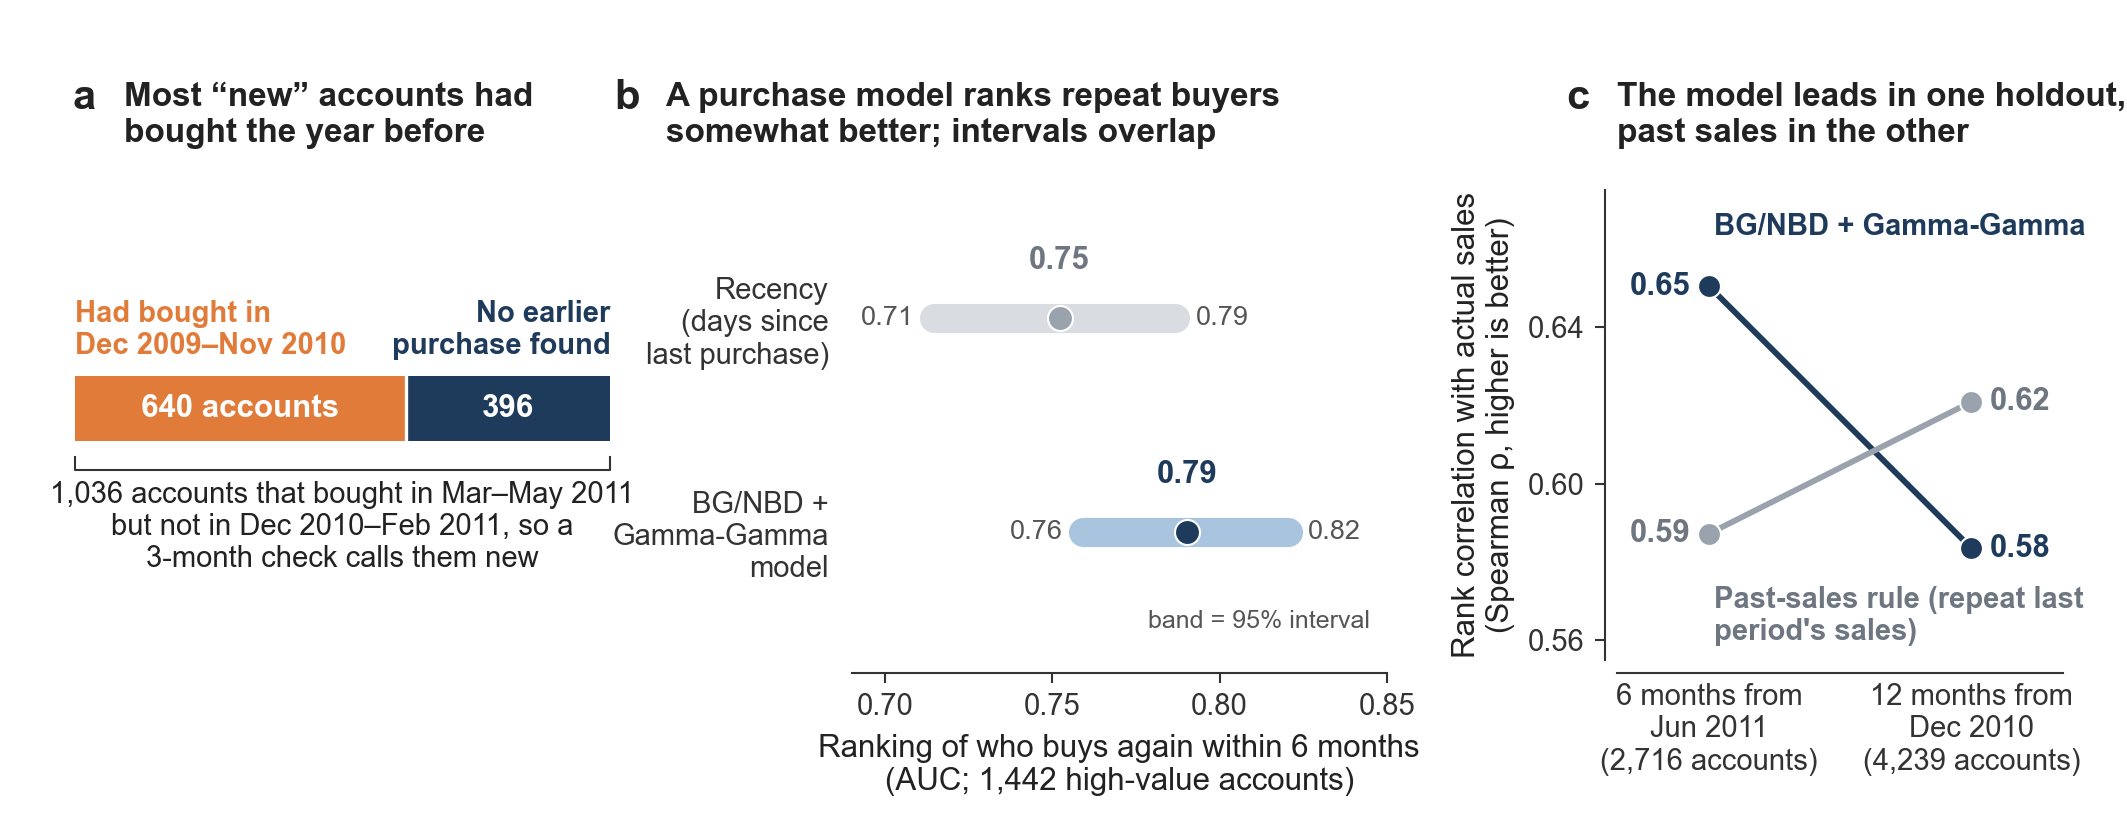 a
Most “new” accounts had
bought the year before
Had bought in
Dec 2009–Nov 2010
No earlier
purchase found
640 accounts
396
1,036 accounts that bought in Mar–May 2011
but not in Dec 2010–Feb 2011, so a
3-month check calls them new
b
A purchase model ranks repeat buyers
somewhat better; intervals overlap
0.75
Recency
(days since
last purchase)
0.71
0.79
0.79
BG/NBD +
Gamma-Gamma
model
0.76
0.82
band = 95% interval
0.70
0.75
0.80
0.85
Ranking of who buys again within 6 months
(AUC; 1,442 high-value accounts)
c
The model leads in one holdout,
past sales in the other
Rank correlation with actual sales
(Spearman ρ, higher is better)
0.64
0.60
0.56
BG/NBD + Gamma-Gamma
0.65
0.62
0.59
0.58
Past-sales rule (repeat last
period's sales)
6 months from
Jun 2011
(2,716 accounts)
12 months from
Dec 2010
(4,239 accounts)